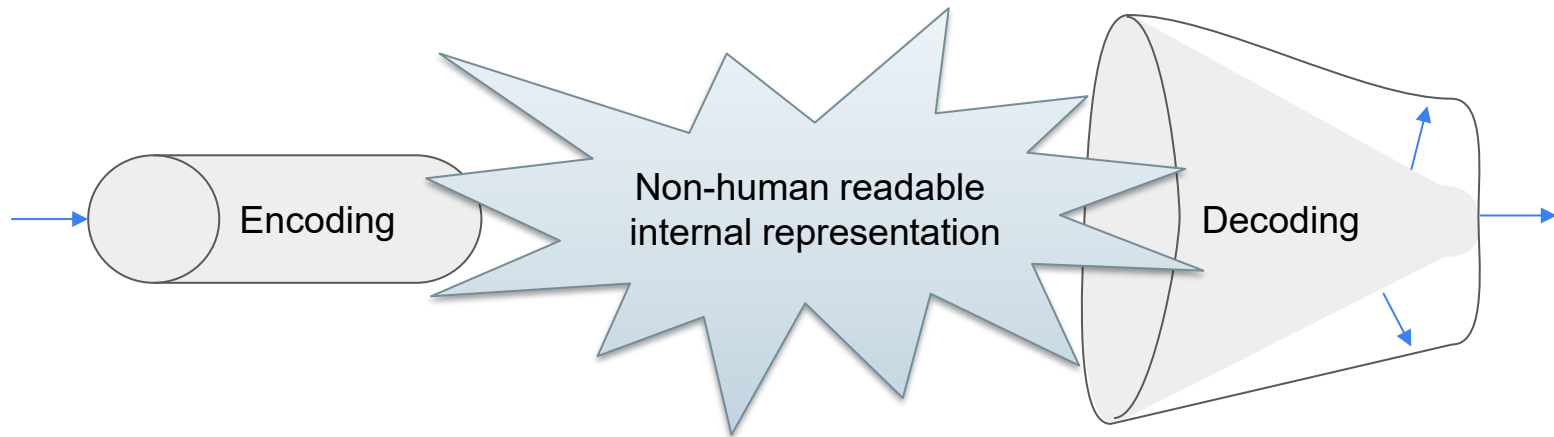 Encoding
Non-human readable
internal representation
Decoding